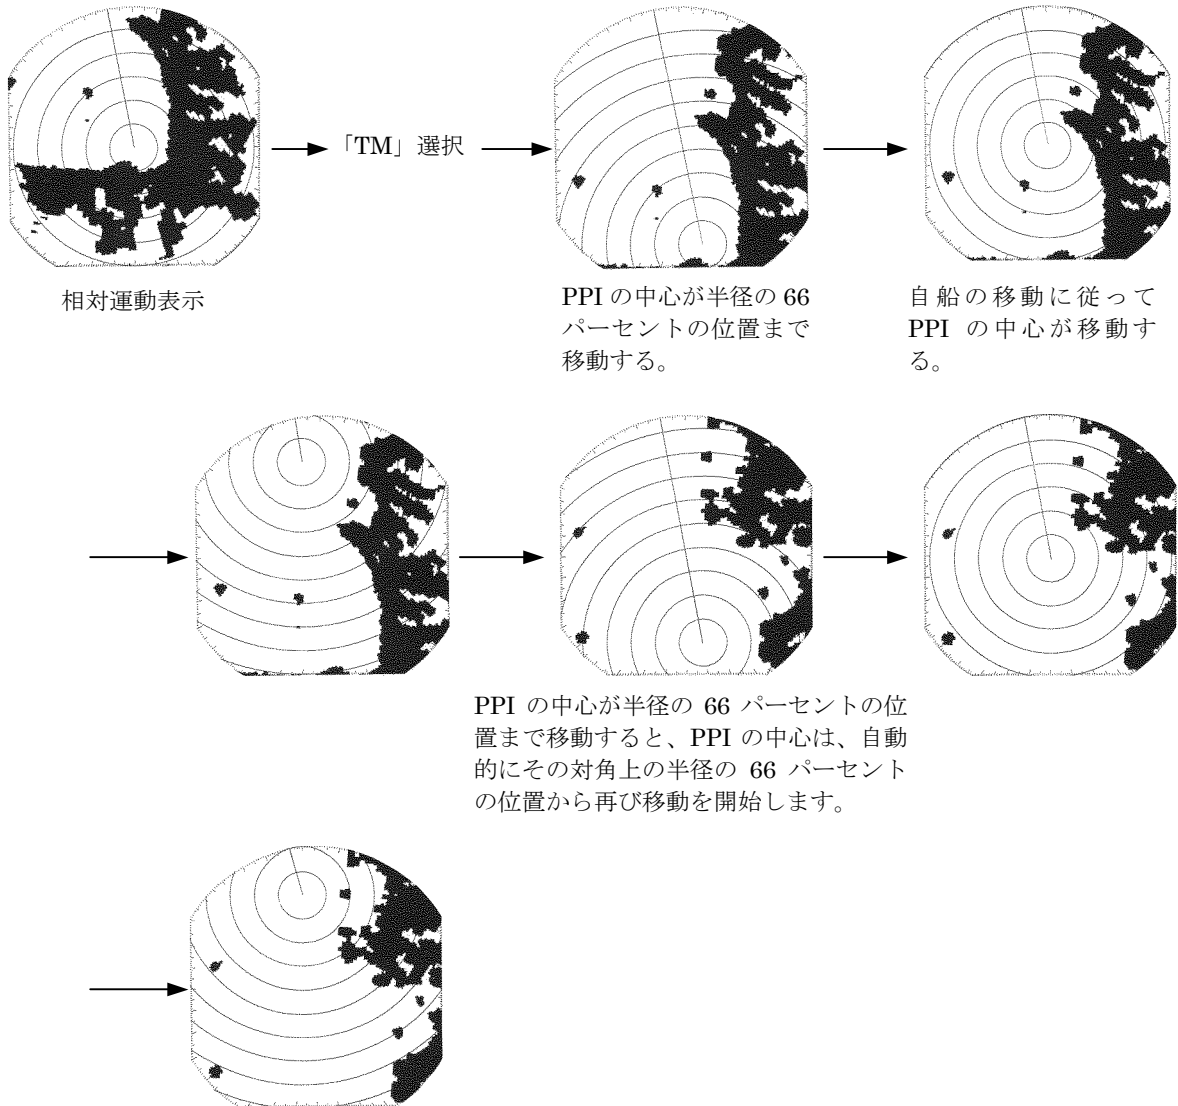 「TM」選択
相対運動表示
PPI の中心が半径の 66
パーセントの位置まで
移動する。
自船の移動に従って
PPI の中心が移動す
る。
PPI の中心が半径の 66 パーセントの位
置まで移動すると、PPI の中心は、自動
的にその対角上の半径の 66 パーセント
の位置から再び移動を開始します。